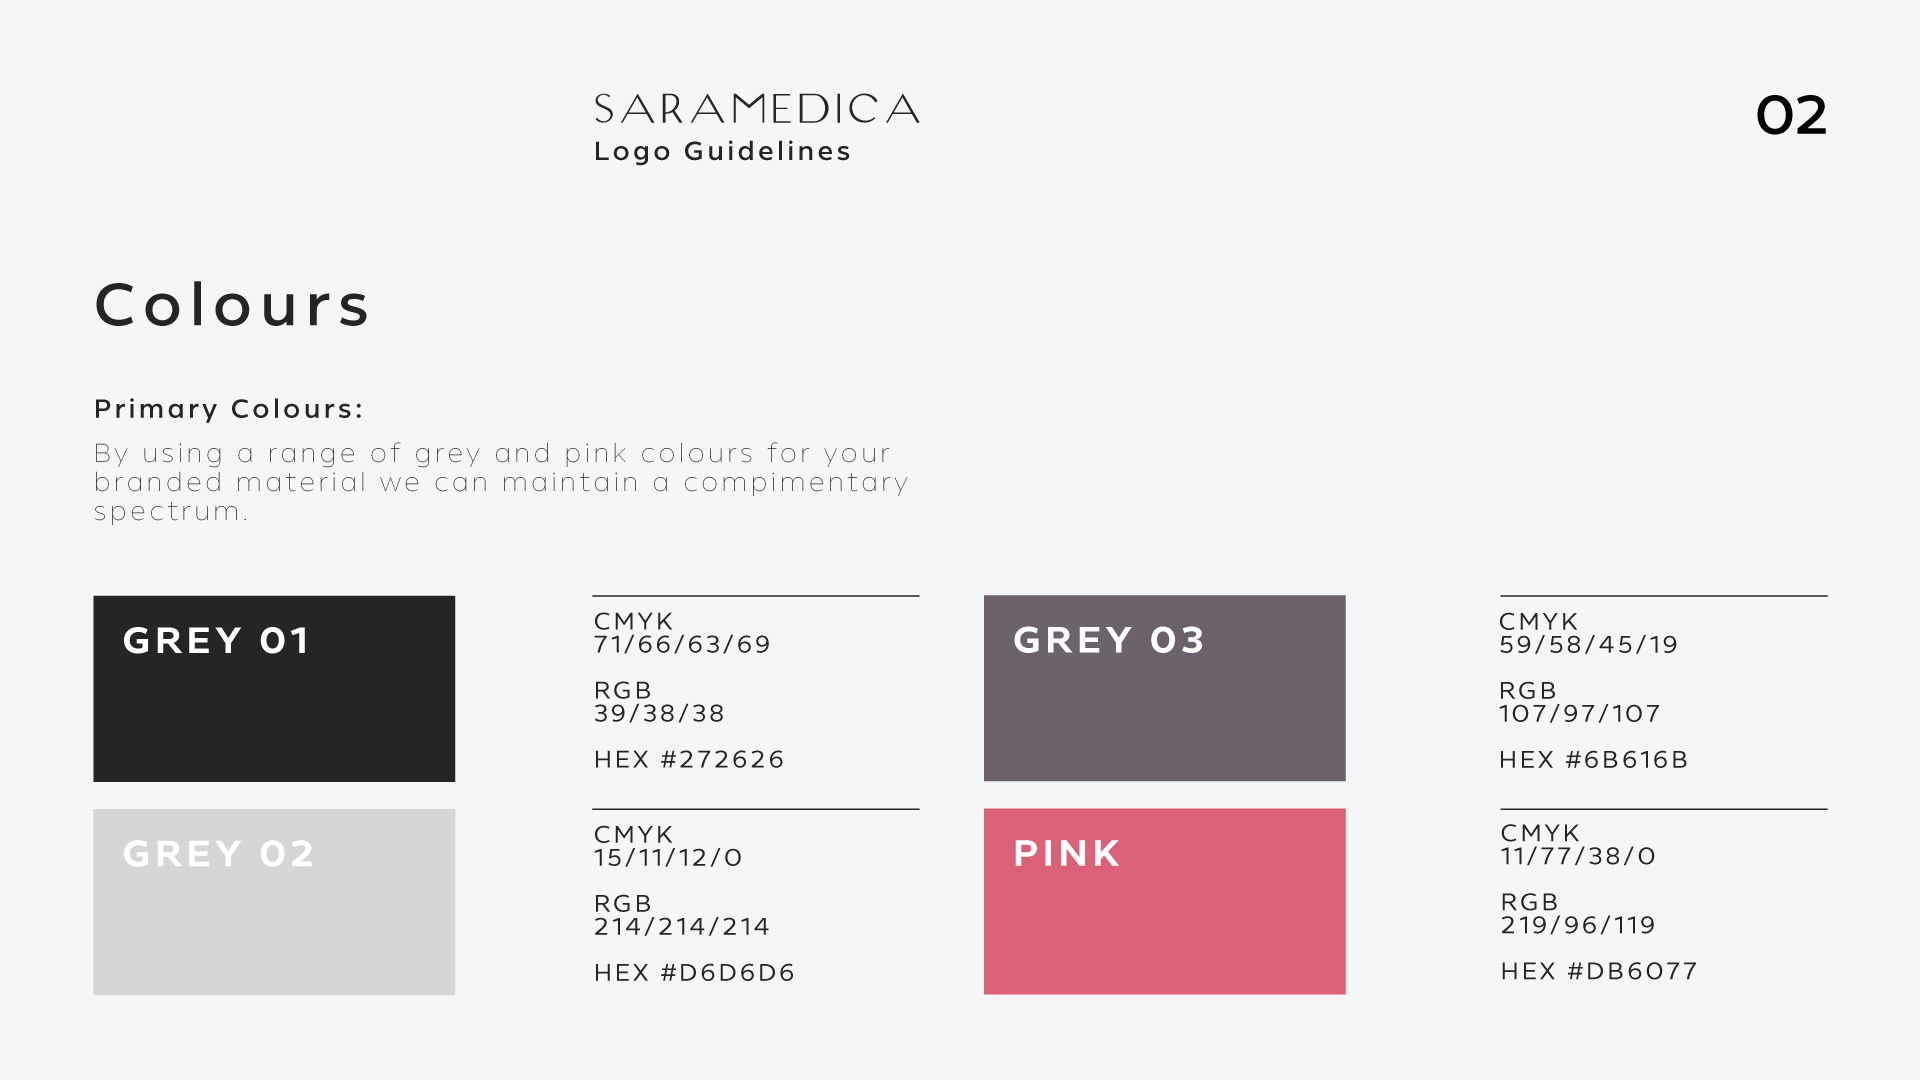 SARAMEDICA
Logo Guidelines
02
Colours
Primary Colours:
By using a range of grey and pink colours for your
branded material we can maintain a compimentary
spectrum.
GREY 01
CMYK
71/66/63/69
RGB
39/38/38
HEX #272626
GREY 03
CMYK
59/58/45/19
RGB
107/97/107
HEX #6B616B
GREY 02
CMYK
15/11/12/0
RGB
214/214/214
HEX #D6D6D6
PINK
CMYK
11/77/38/0
RGB
219/96/119
HEX #DB6077